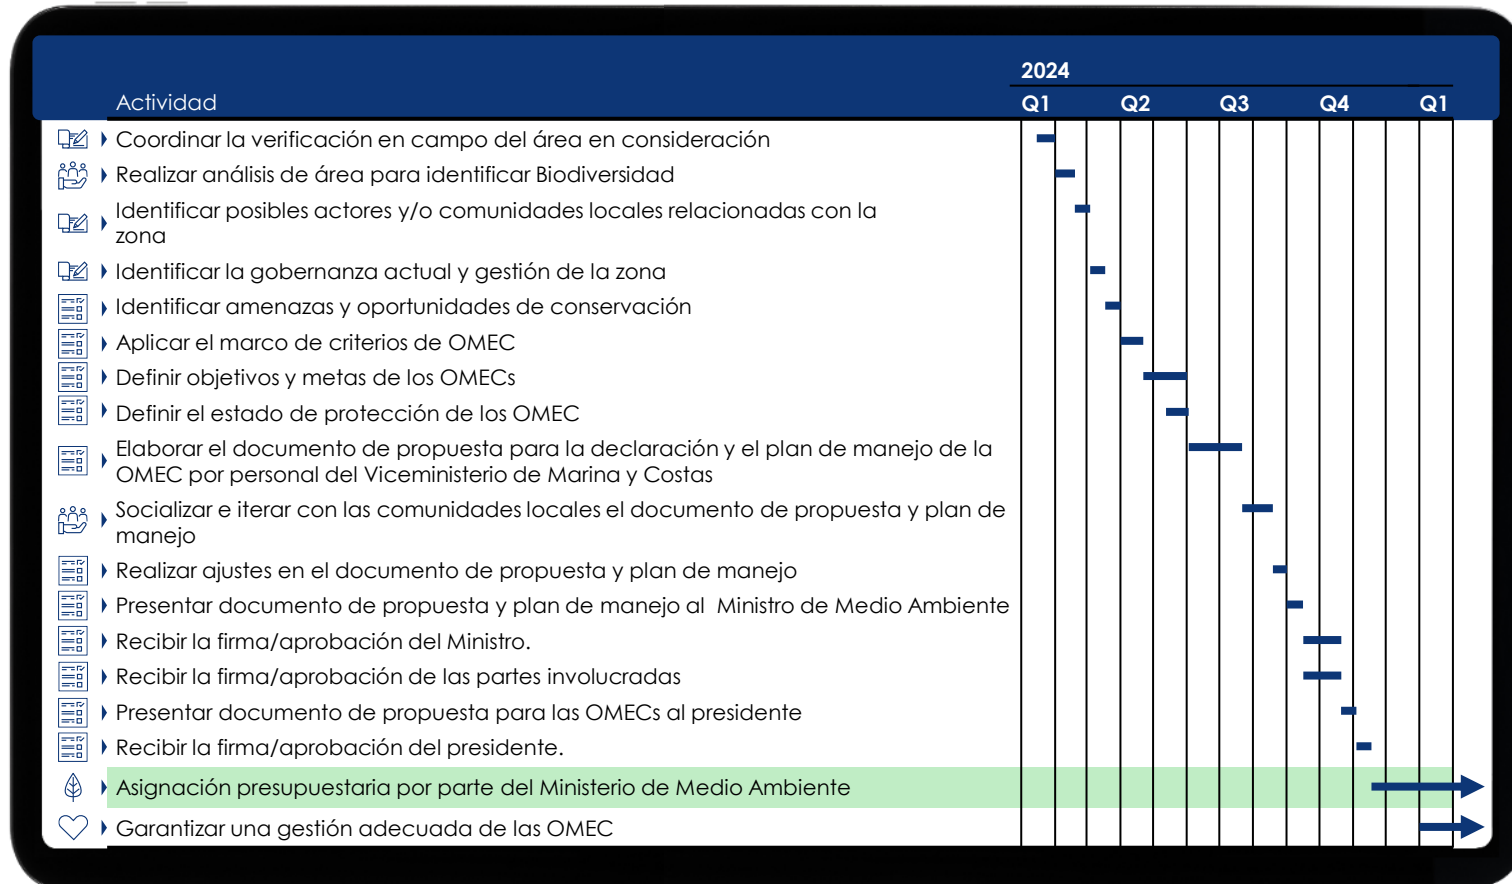 2024
Actividad Q1 Q2 Q3 Q4 Q1
Coordinar la verificación en campo del área en consideración
Realizar análisis de área para identificar Biodiversidad
Identificar posibles actores y/o comunidades locales relacionadas con la
zona
Identificar la gobernanza actual y gestión de la zona
Identificar amenazas y oportunidades de conservación
Aplicar el marco de criterios de OMEC
Definir objetivos y metas de los OMECs
Definir el estado de protección de los OMEC
Elaborar el documento de propuesta para la declaración y el plan de manejo de la
OMEC por personal del Viceministerio de Marina y Costas
Socializar e iterar con las comunidades locales el documento de propuesta y plan de
manejo
Realizar ajustes en el documento de propuesta y plan de manejo
Presentar documento de propuesta y plan de manejo al Ministro de Medio Ambiente
Recibir la firma/aprobación del Ministro.
Recibir la firma/aprobación de las partes involucradas
Presentar documento de propuesta para las OMECs al presidente
Recibir la firma/aprobación del presidente.
Asignación presupuestaria por parte del Ministerio de Medio Ambiente
Garantizar una gestión adecuada de las OMEC